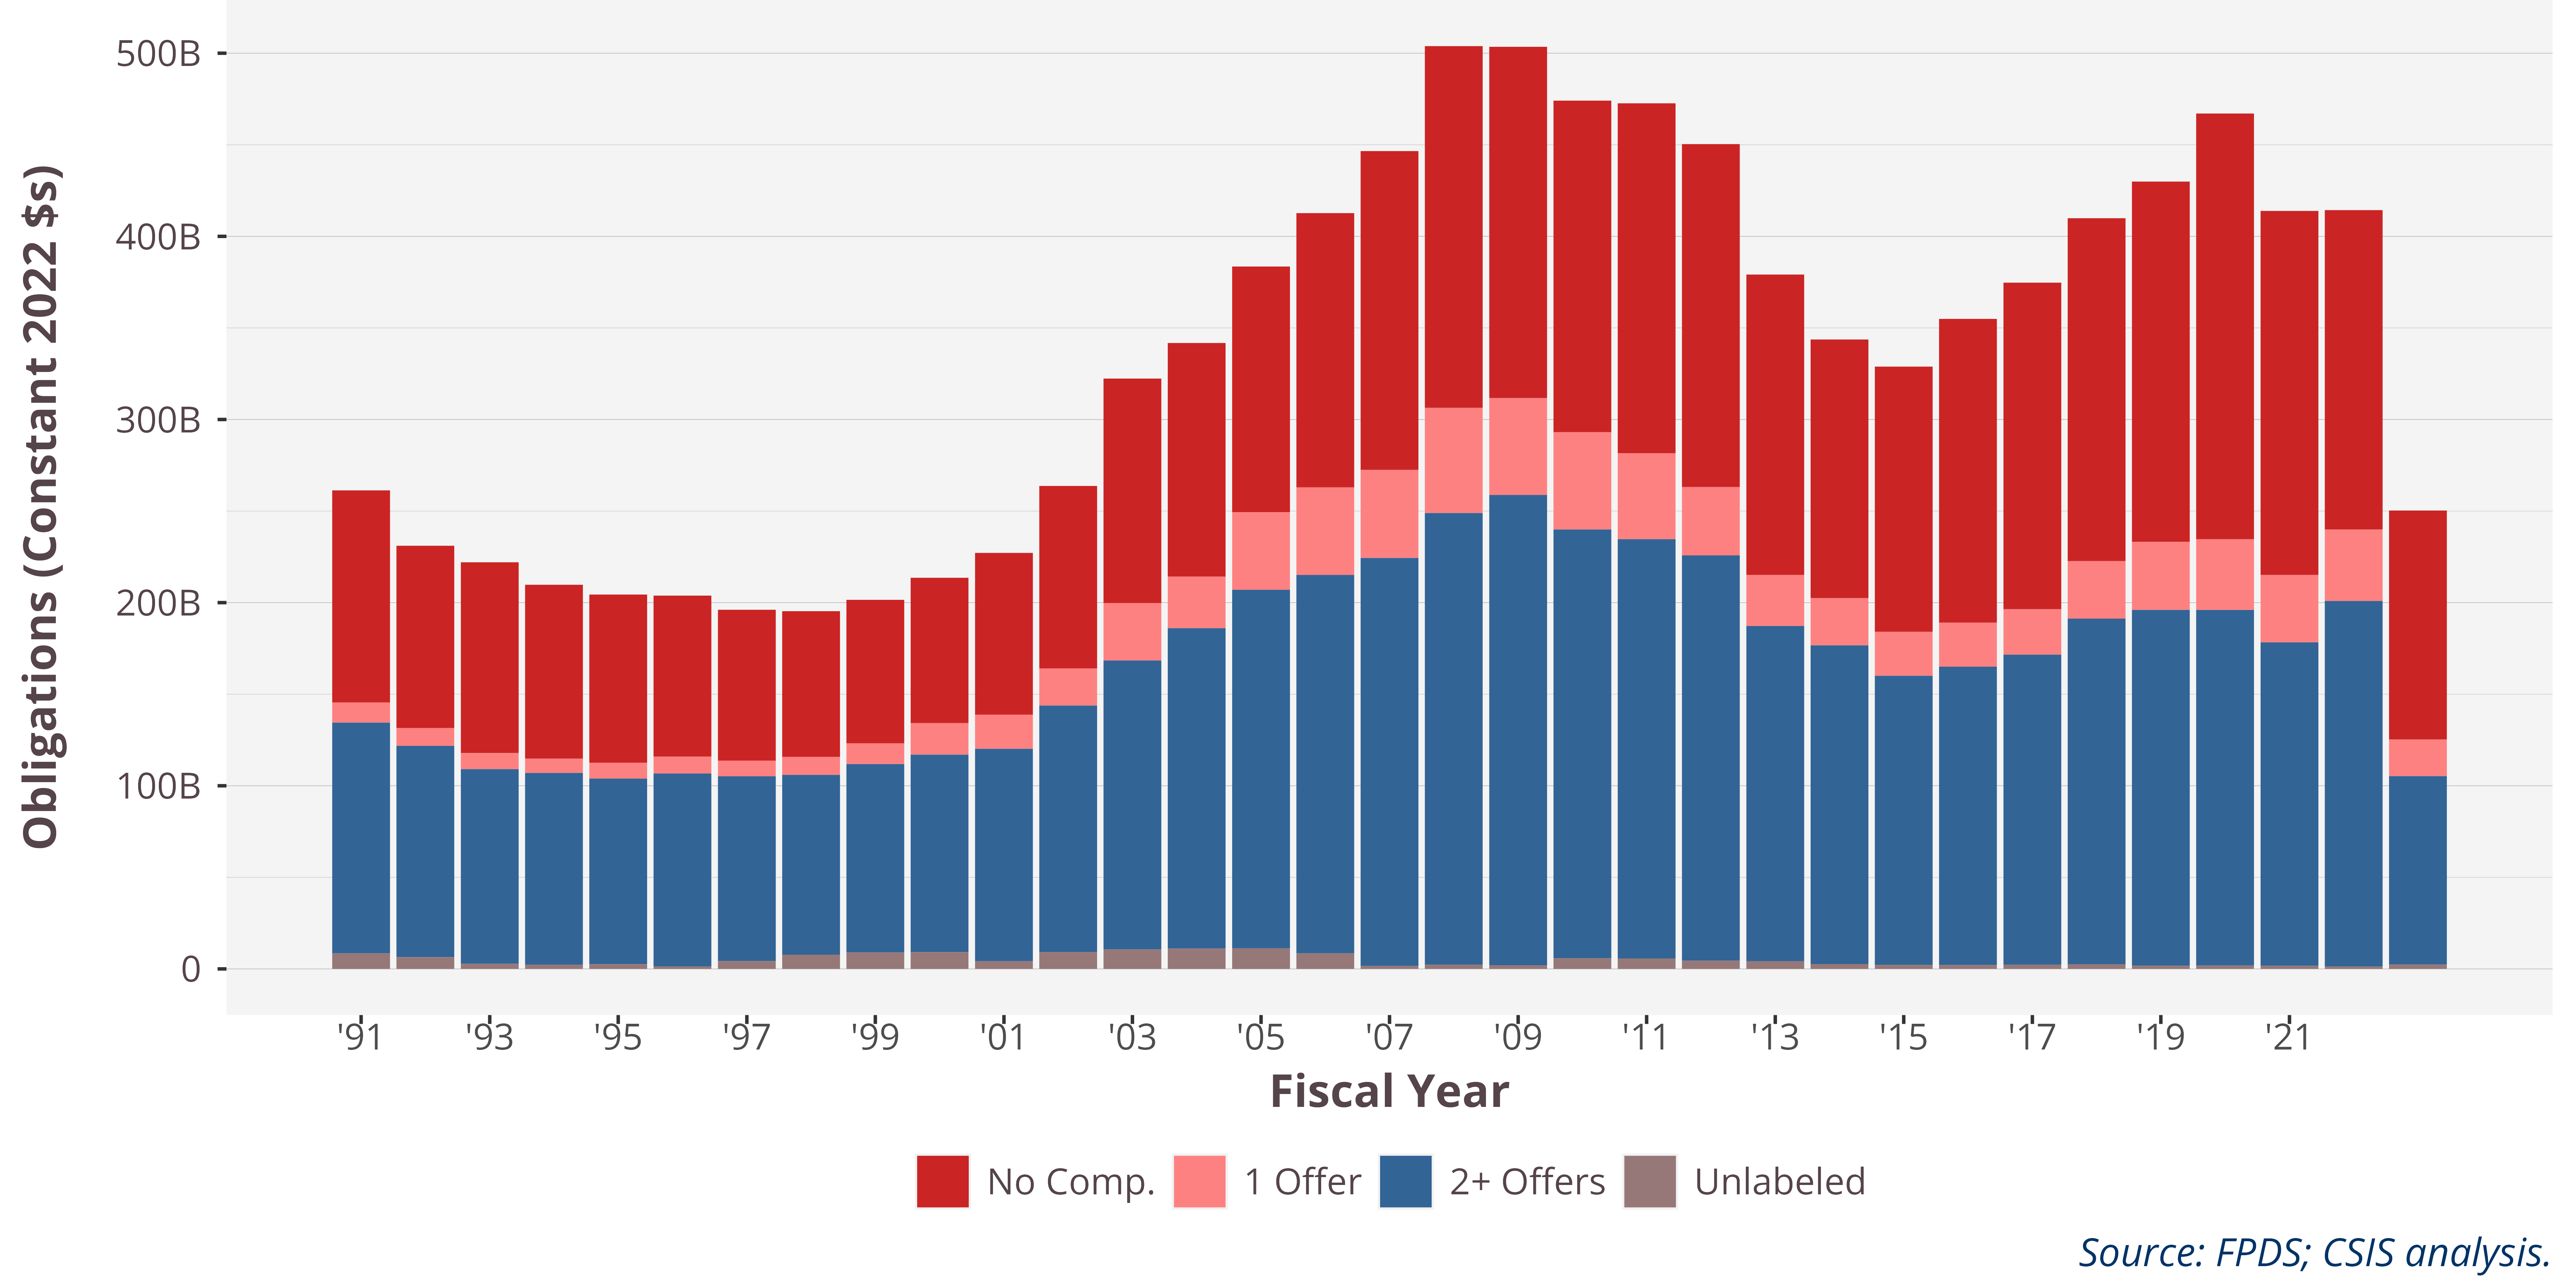 Obligations (Constant 2022 $s)
500B
400B
300B
200B
100B
0
'91 '93 '95 '97 '99 '01 '03 '05 '07 '09 '11 '13 '15 '17 '19 '21
Fiscal Year
No Comp. 1 Offer 2+ Offers Unlabeled
Source: FPDS; CSIS analysis.